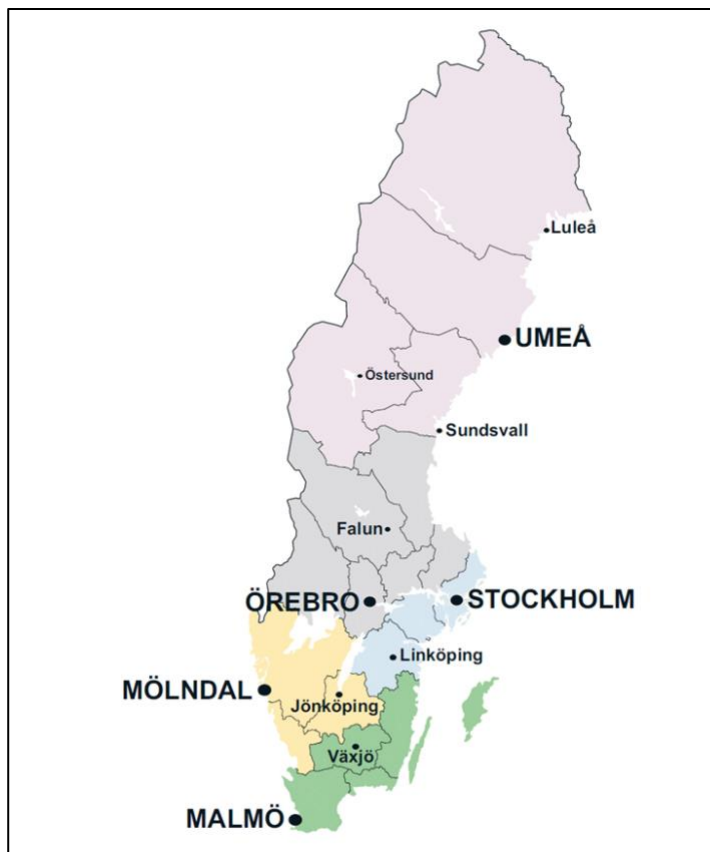 Luleå
UMEÅ
Östersund
Sundsvall
Falun
ÖREBRO
STOCKHOLM
Linköping
MÖLNDAL
Jönköping
Växjö
MALMÖ